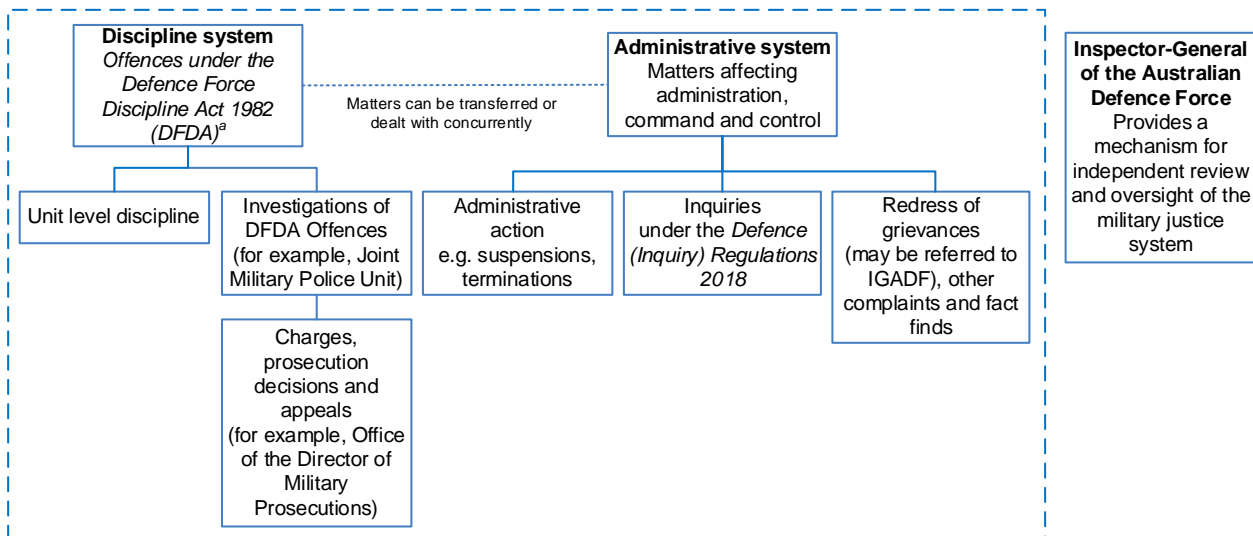 Discipline system
Offences under the
Defence Force
Discipline Act 1982
(DFDA)a
Matters can be transferred or
dealt with concurrently
Administrative system
Matters affecting
administration,
command and control
Inspector-General
of the Australian
Defence Force
Provides a
mechanism for
independent review
and oversight of the
military justice
system
Unit level discipline
Investigations of
DFDA Offences
(for example, Joint
Military Police Unit)
Administrative
action
e.g. suspensions,
terminations
Inquiries
under the Defence
(Inquiry) Regulations
2018
Redress of
grievances
(may be referred to
IGADF), other
complaints and fact
finds
Charges,
prosecution
decisions and
appeals
(for example, Office
of the Director of
Military
Prosecutions)